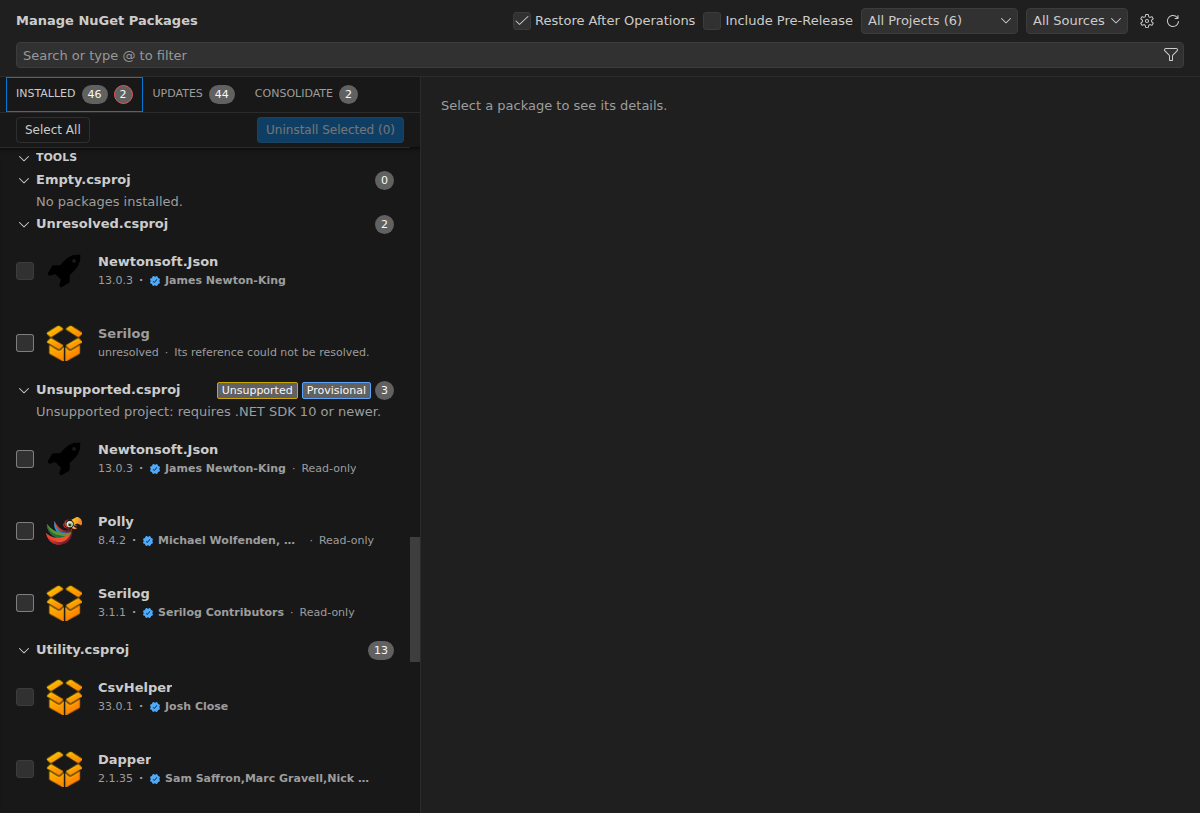 Manage NuGet Packages
Restore After Operations
Include Pre-Release
All Projects (6)
All Sources
Search or type @ to filter
INSTALLED 46 2
UPDATES 44
CONSOLIDATE 2
Select All
Uninstall Selected (0)
Select a package to see its details.
TOOLS
Empty.csproj 0
No packages installed.
Unresolved.csproj 2
Newtonsoft.Json
13.0.3 · James Newton-King
Serilog
unresolved · Its reference could not be resolved.
Unsupported.csproj Unsupported Provisional 3
Unsupported project: requires .NET SDK 10 or newer.
Newtonsoft.Json
13.0.3 · James Newton-King · Read-only
Polly
8.4.2 · Michael Wolfenden, ... · Read-only
Serilog
3.1.1 · Serilog Contributors · Read-only
Utility.csproj 13
CsvHelper
33.0.1 · Josh Close
Dapper
2.1.35 · Sam Saffron,Marc Gravell,Nick ...